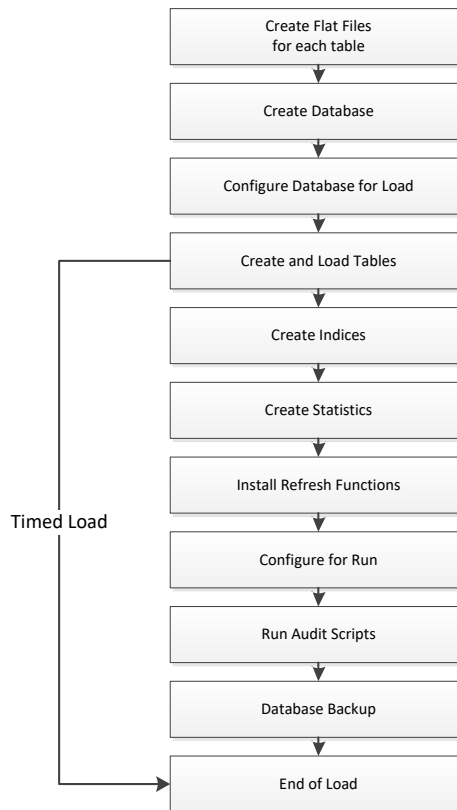 Create Flat Files
for each table
Create Database
Configure Database for Load
Create and Load Tables
Create Indices
Create Statistics
Install Refresh Functions
Timed Load
Configure for Run
Run Audit Scripts
Database Backup
End of Load